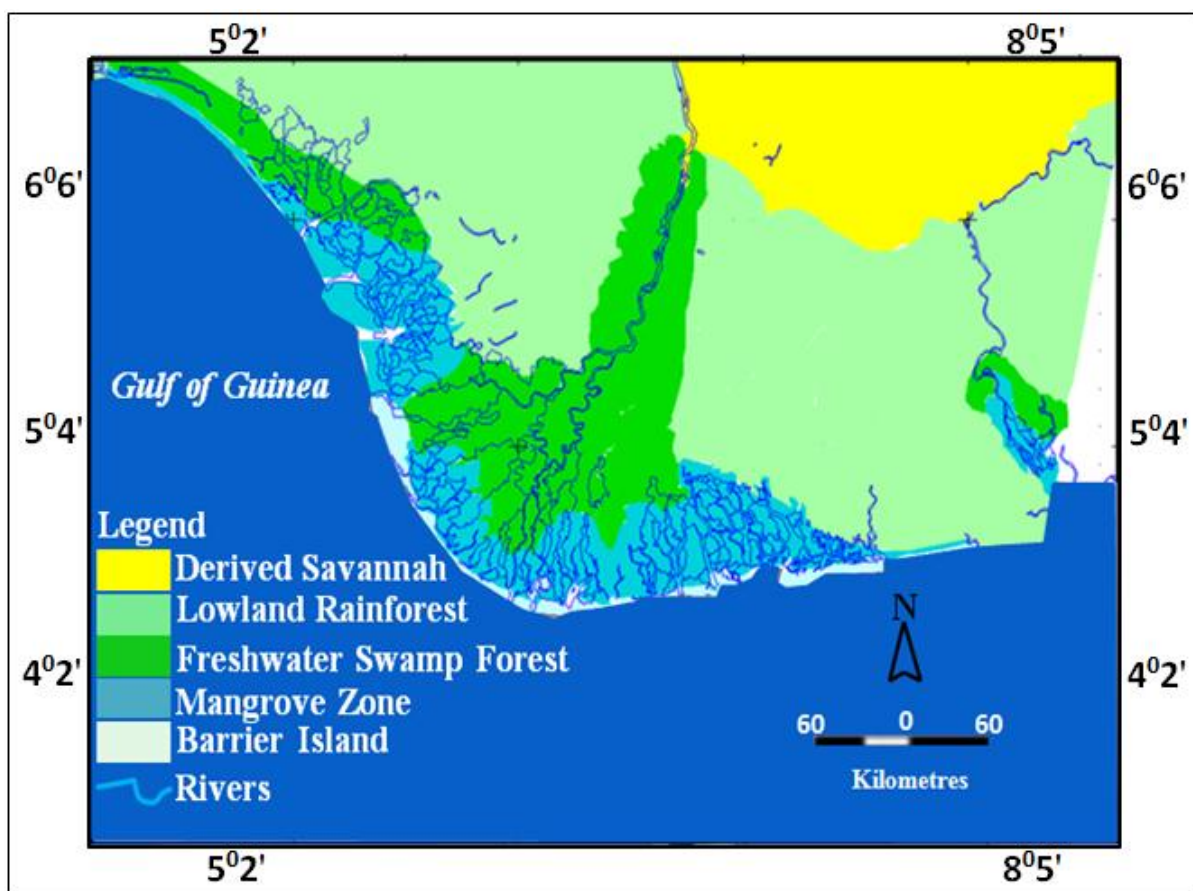 5⁰2' 8⁰5'
6⁰6' 6⁰6'
Gulf of Guinea
5⁰4' 5⁰4'
Legend
Derived Savannah
Lowland Rainforest
Freshwater Swamp Forest
4⁰2' 4⁰2'
Mangrove Zone
Barrier Island
Rivers
N
60 0 60
Kilometres
5⁰2' 8⁰5'